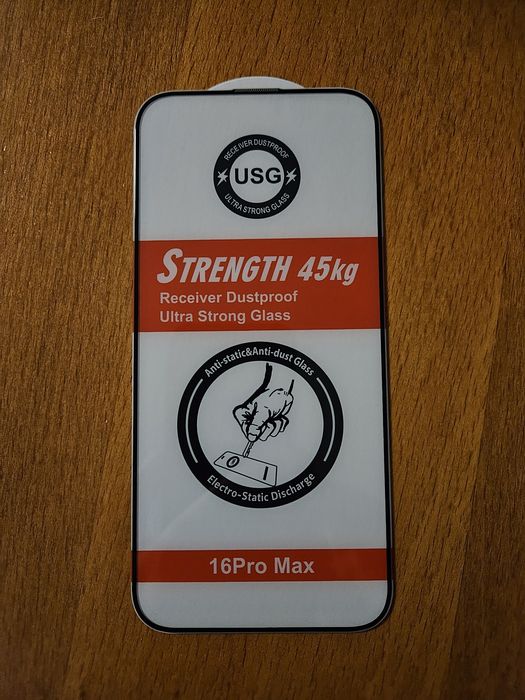 RECEIVER DUSTPROOF
USG
ULTRA STRONG GLASS
STRENGTH 45kg
Receiver Dustproof
Ultra Strong Glass
Anti-static&Anti-dust Glass
Electro-Static Discharge
16Pro Max